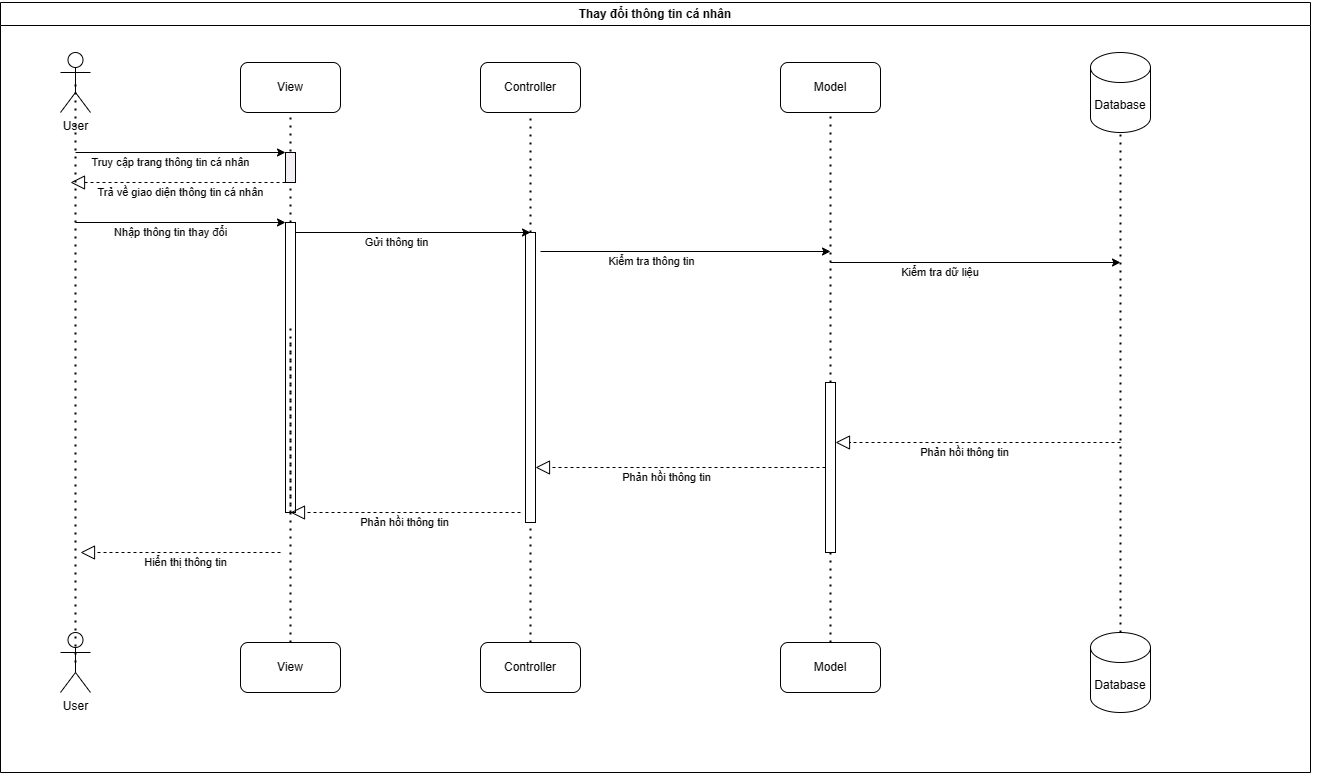 Thay đổi thông tin cá nhân
User
View
Controller
Model
Database
Truy cập trang thông tin cá nhân
Trả về giao diện thông tin cá nhân
Nhập thông tin thay đổi
Gửi thông tin
Kiểm tra thông tin
Kiểm tra dữ liệu
Phản hồi thông tin
Phản hồi thông tin
Phản hồi thông tin
Hiển thị thông tin
User
View
Controller
Model
Database